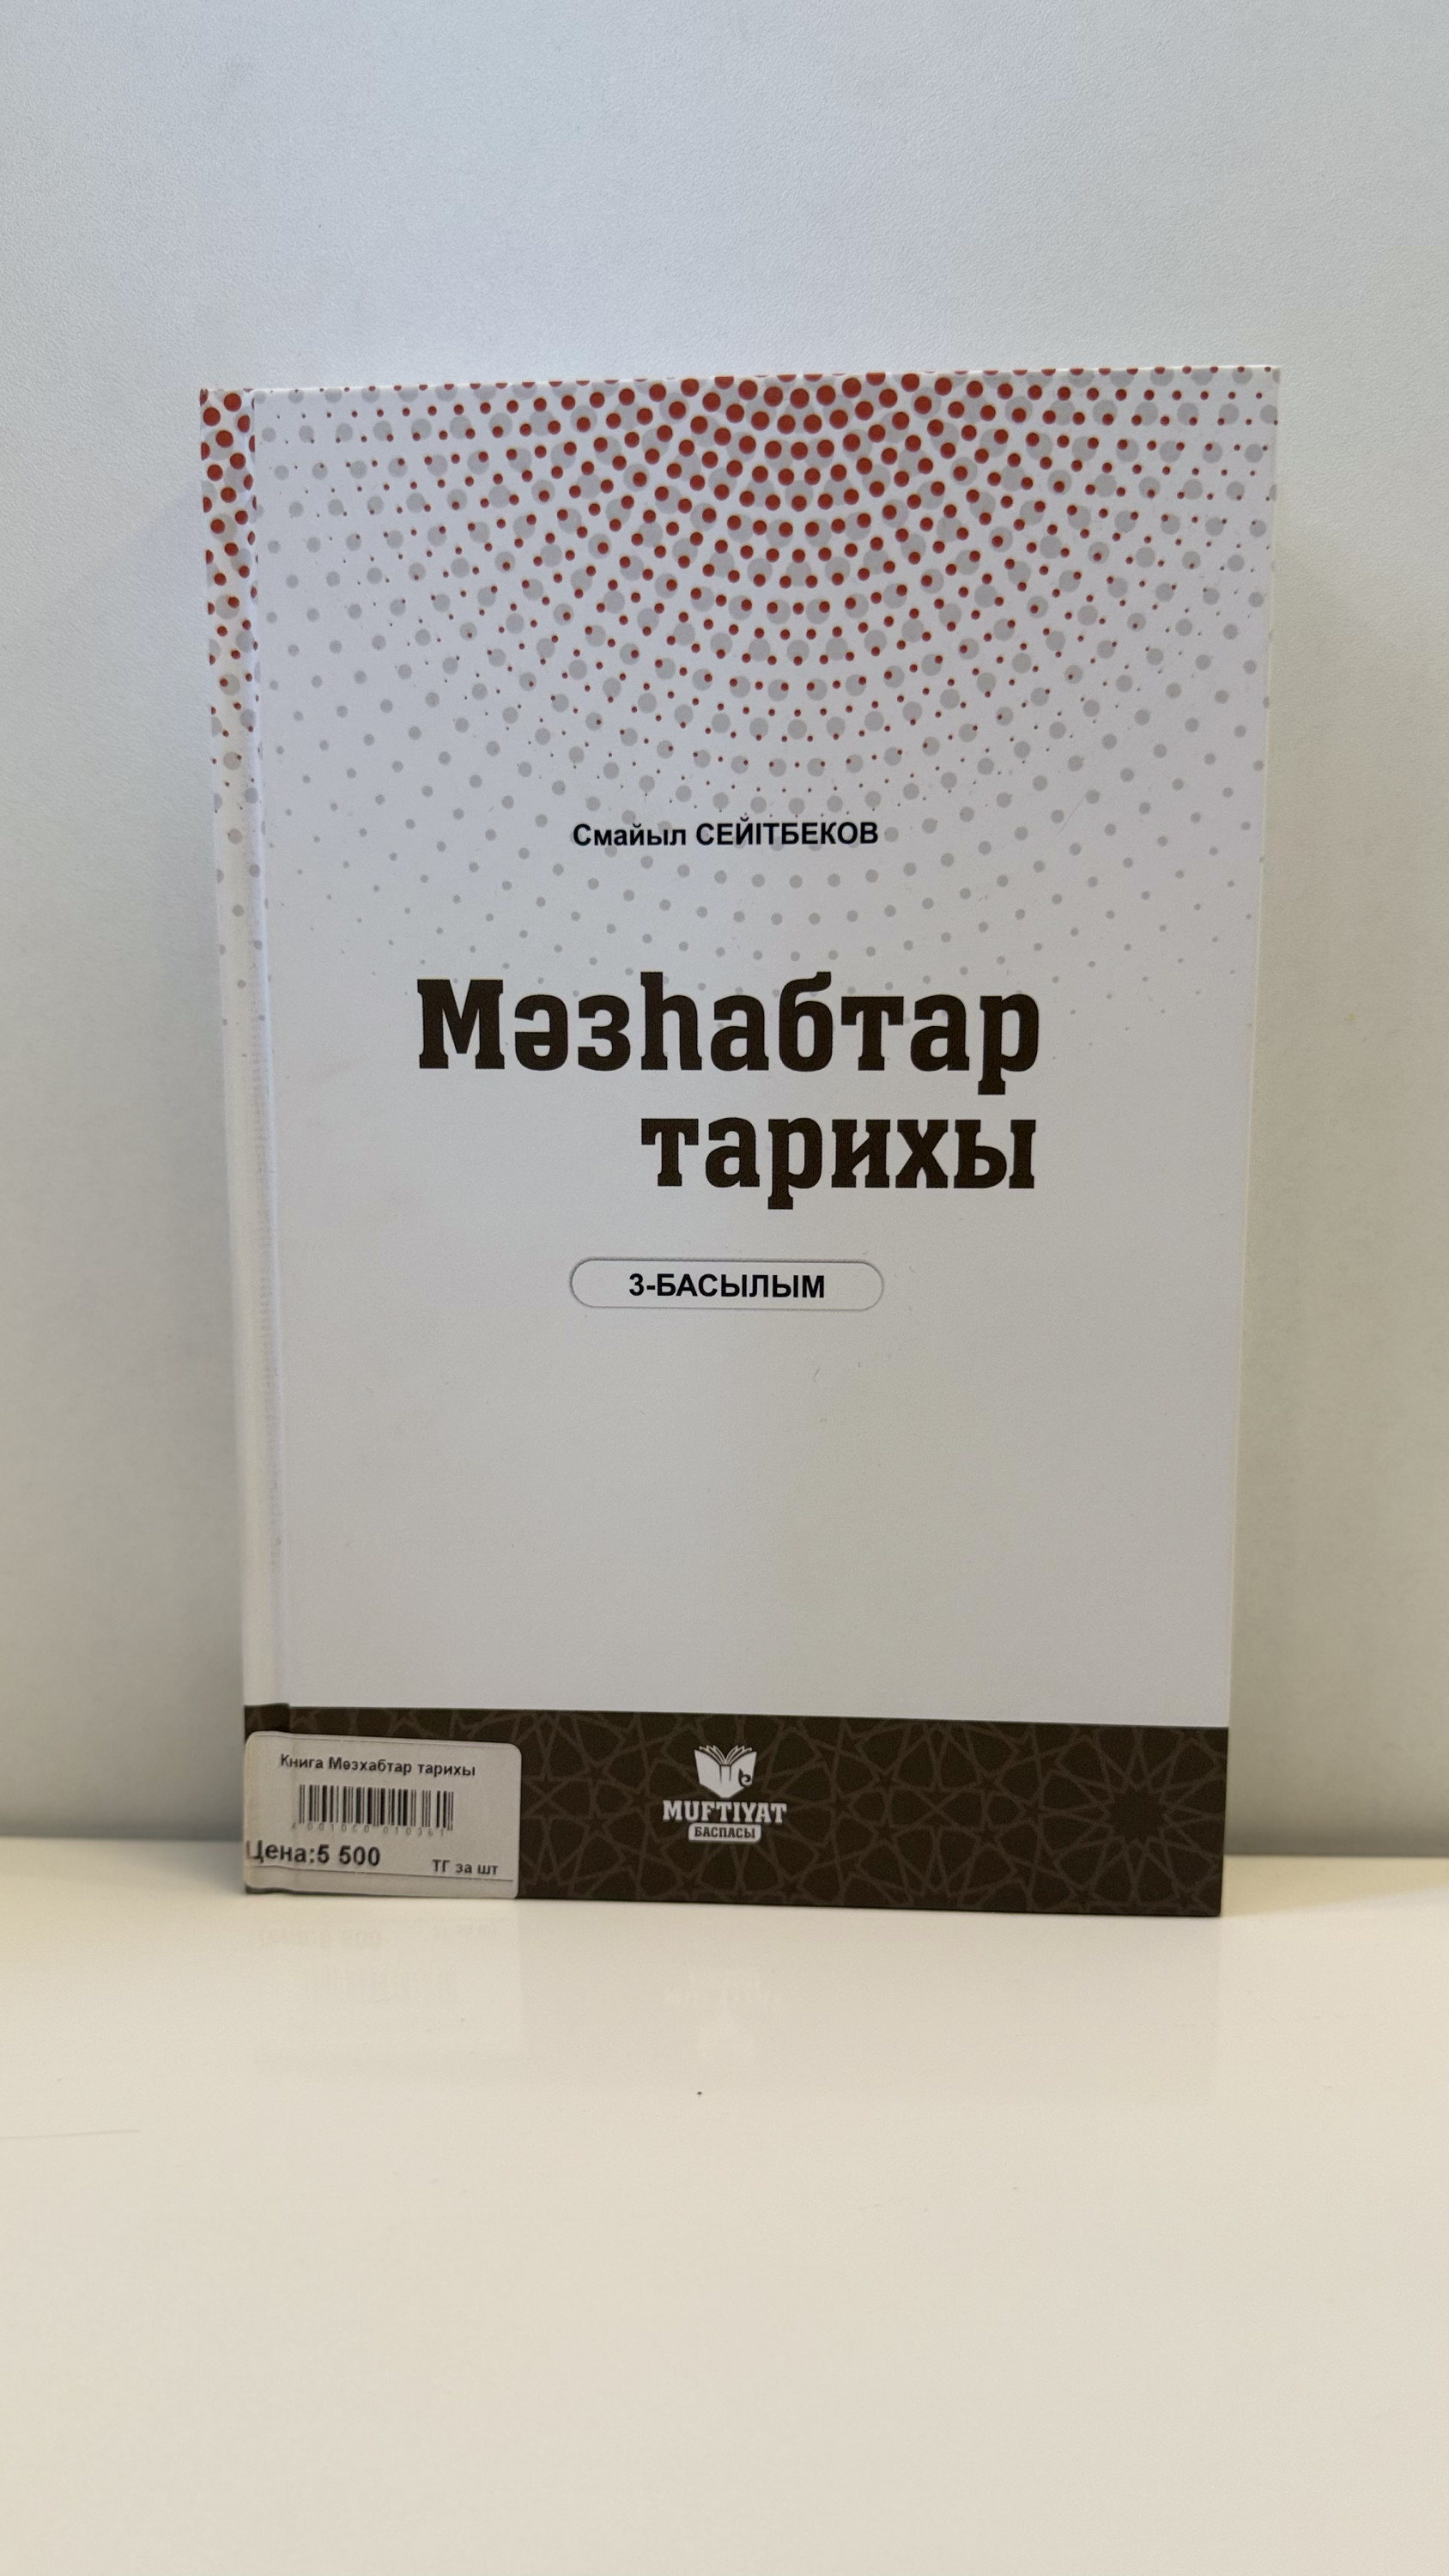 Смайыл СЕЙІТБЕКОВ
Мәзһабтар
тарихы
3-БАСЫЛЫМ
Книга Мәзхабтар тарихы
Цена:5 500 ТГ за шт
MUFTIYAT
БАСПАСЫ